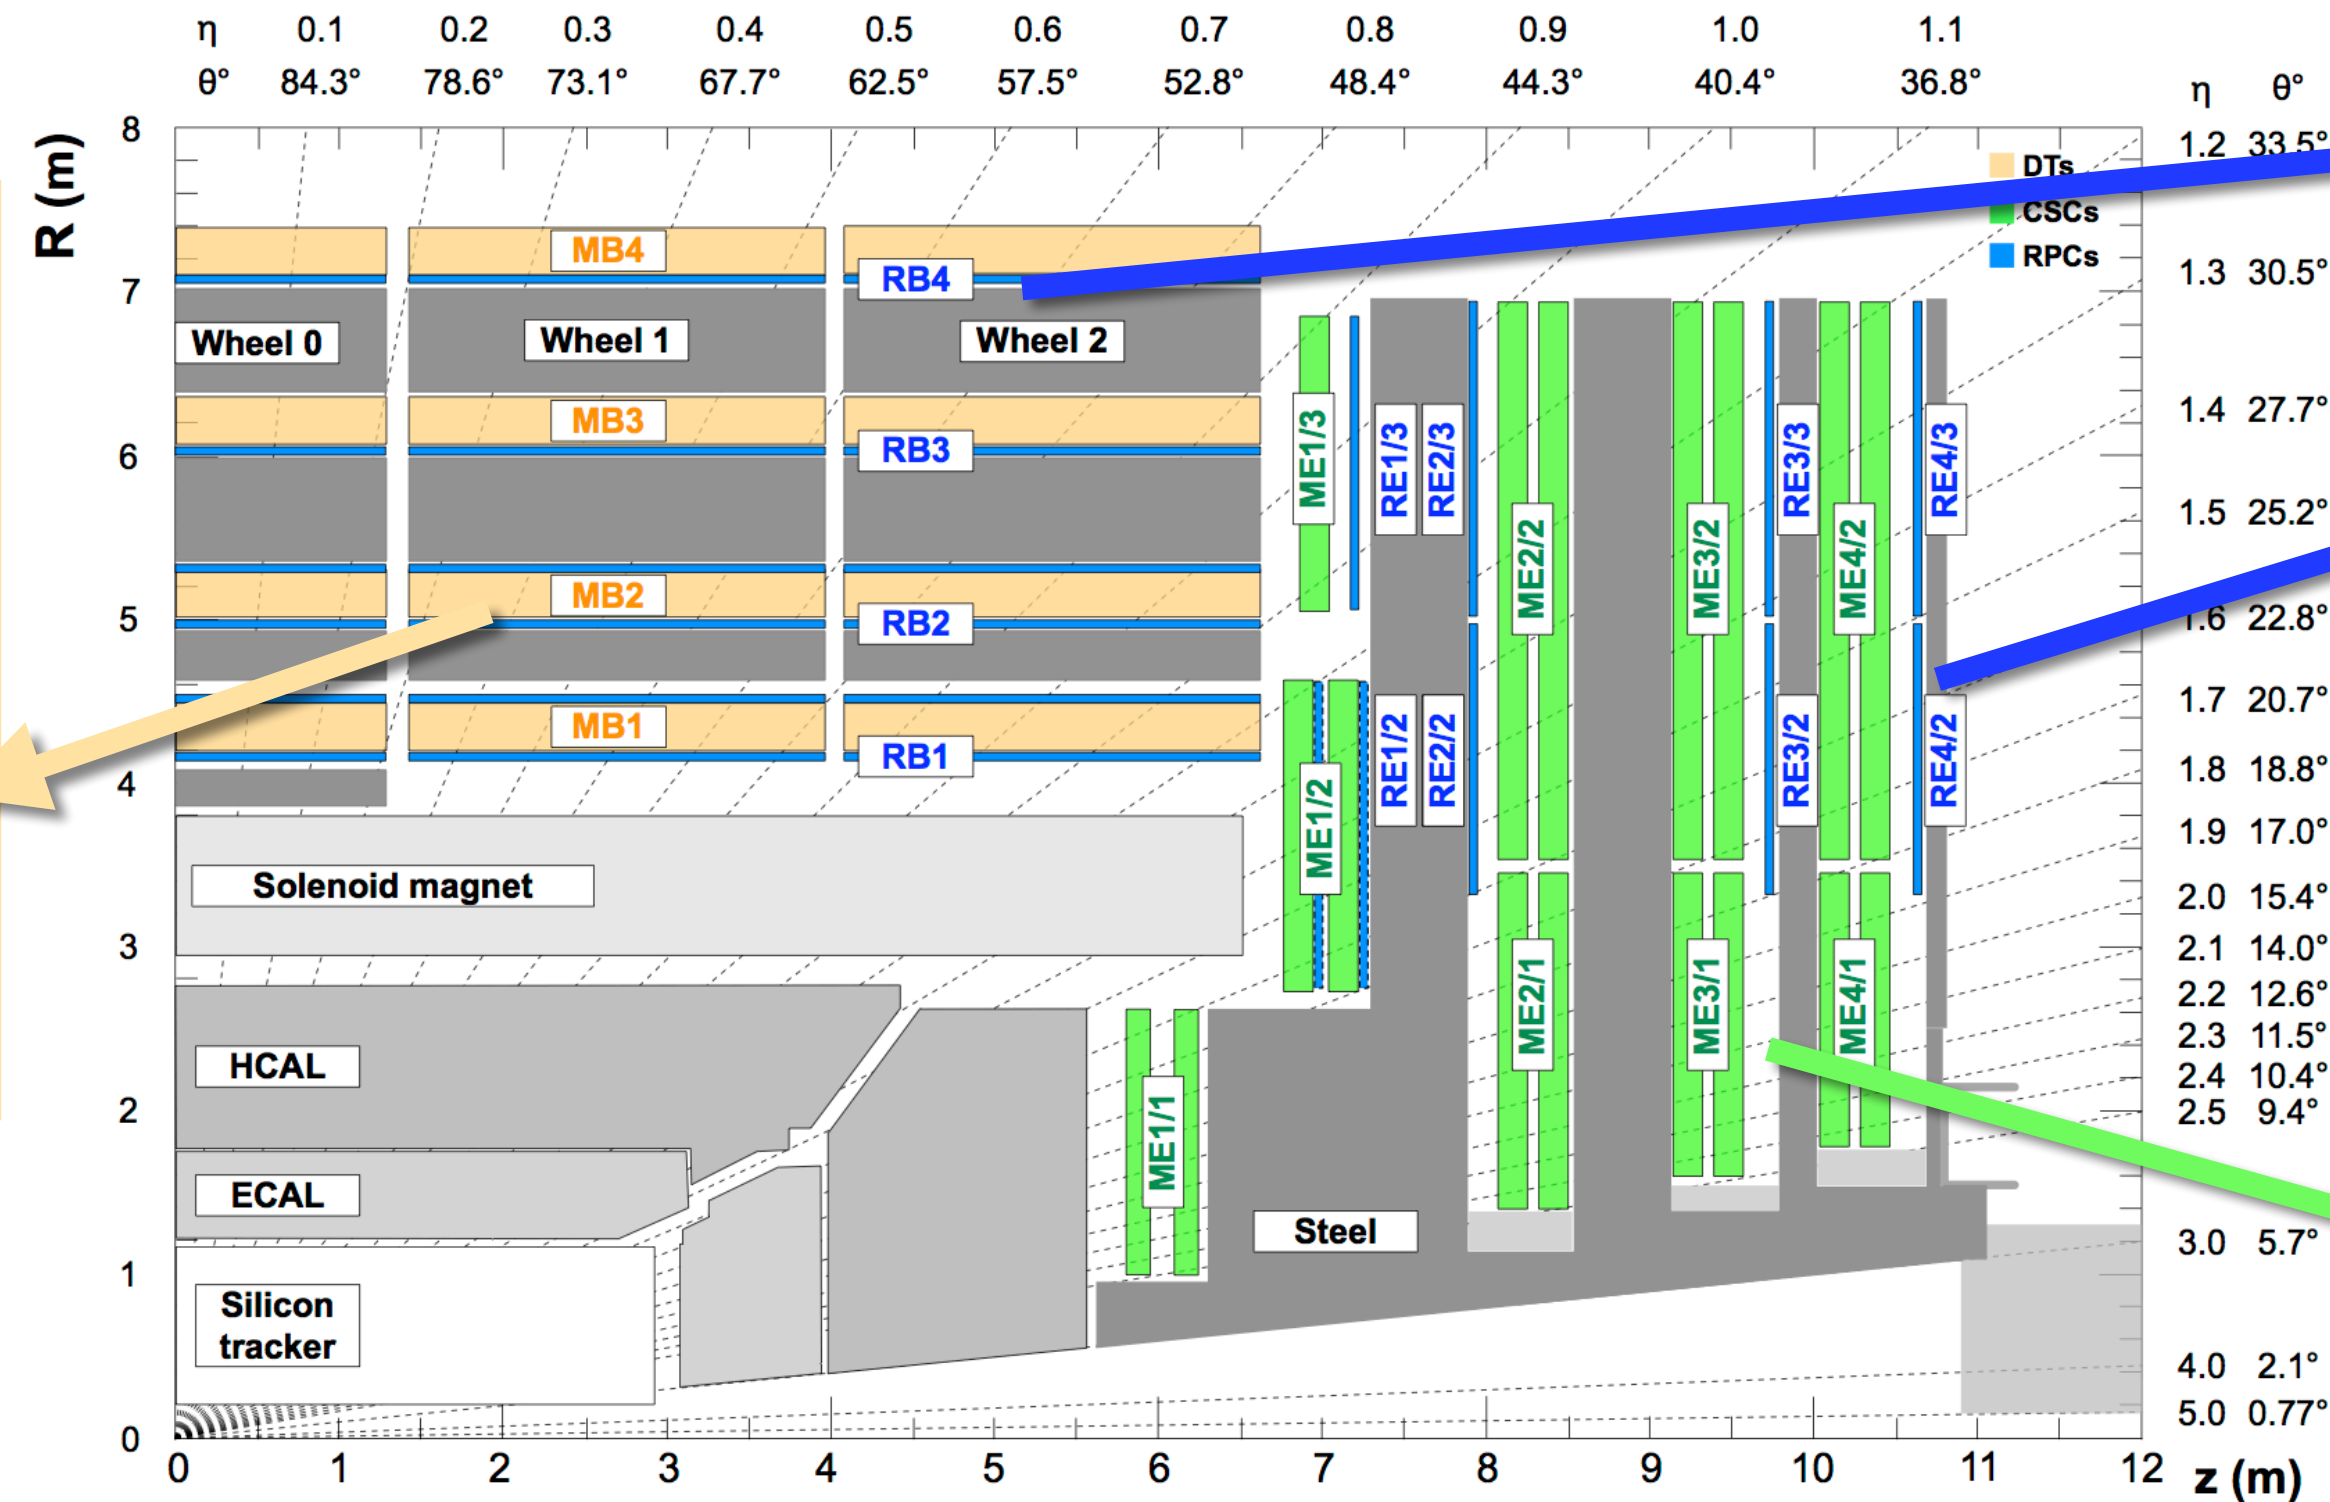 η 0.1 0.2 0.3 0.4 0.5 0.6 0.7 0.8 0.9 1.0 1.1
θ° 84.3° 78.6° 73.1° 67.7° 62.5° 57.5° 52.8° 48.4° 44.3° 40.4° 36.8° η θ°
8
R (m)
1.2 33.5°
DTs
CSCs
RPCs
MB4
RB4
7
1.3 30.5°
Wheel 0 Wheel 1 Wheel 2
MB3
RB3
6
1.4 27.7°
ME1/3
RE1/3
RE2/3
RE3/3
RE4/3
1.5 25.2°
ME2/2
ME3/2
ME4/2
MB2
RB2
5
1.6 22.8°
MB1
RB1
4
1.7 20.7°
RE1/2
RE2/2
RE3/2
RE4/2
1.8 18.8°
ME1/2
1.9 17.0°
Solenoid magnet
2.0 15.4°
3
2.1 14.0°
2.2 12.6°
ME2/1
ME3/1
ME4/1
2.3 11.5°
HCAL
2.4 10.4°
2
2.5 9.4°
ME1/1
ECAL
Steel
3.0 5.7°
1
Silicon
tracker
4.0 2.1°
5.0 0.77°
0
0 1 2 3 4 5 6 7 8 9 10 11 12 z (m)